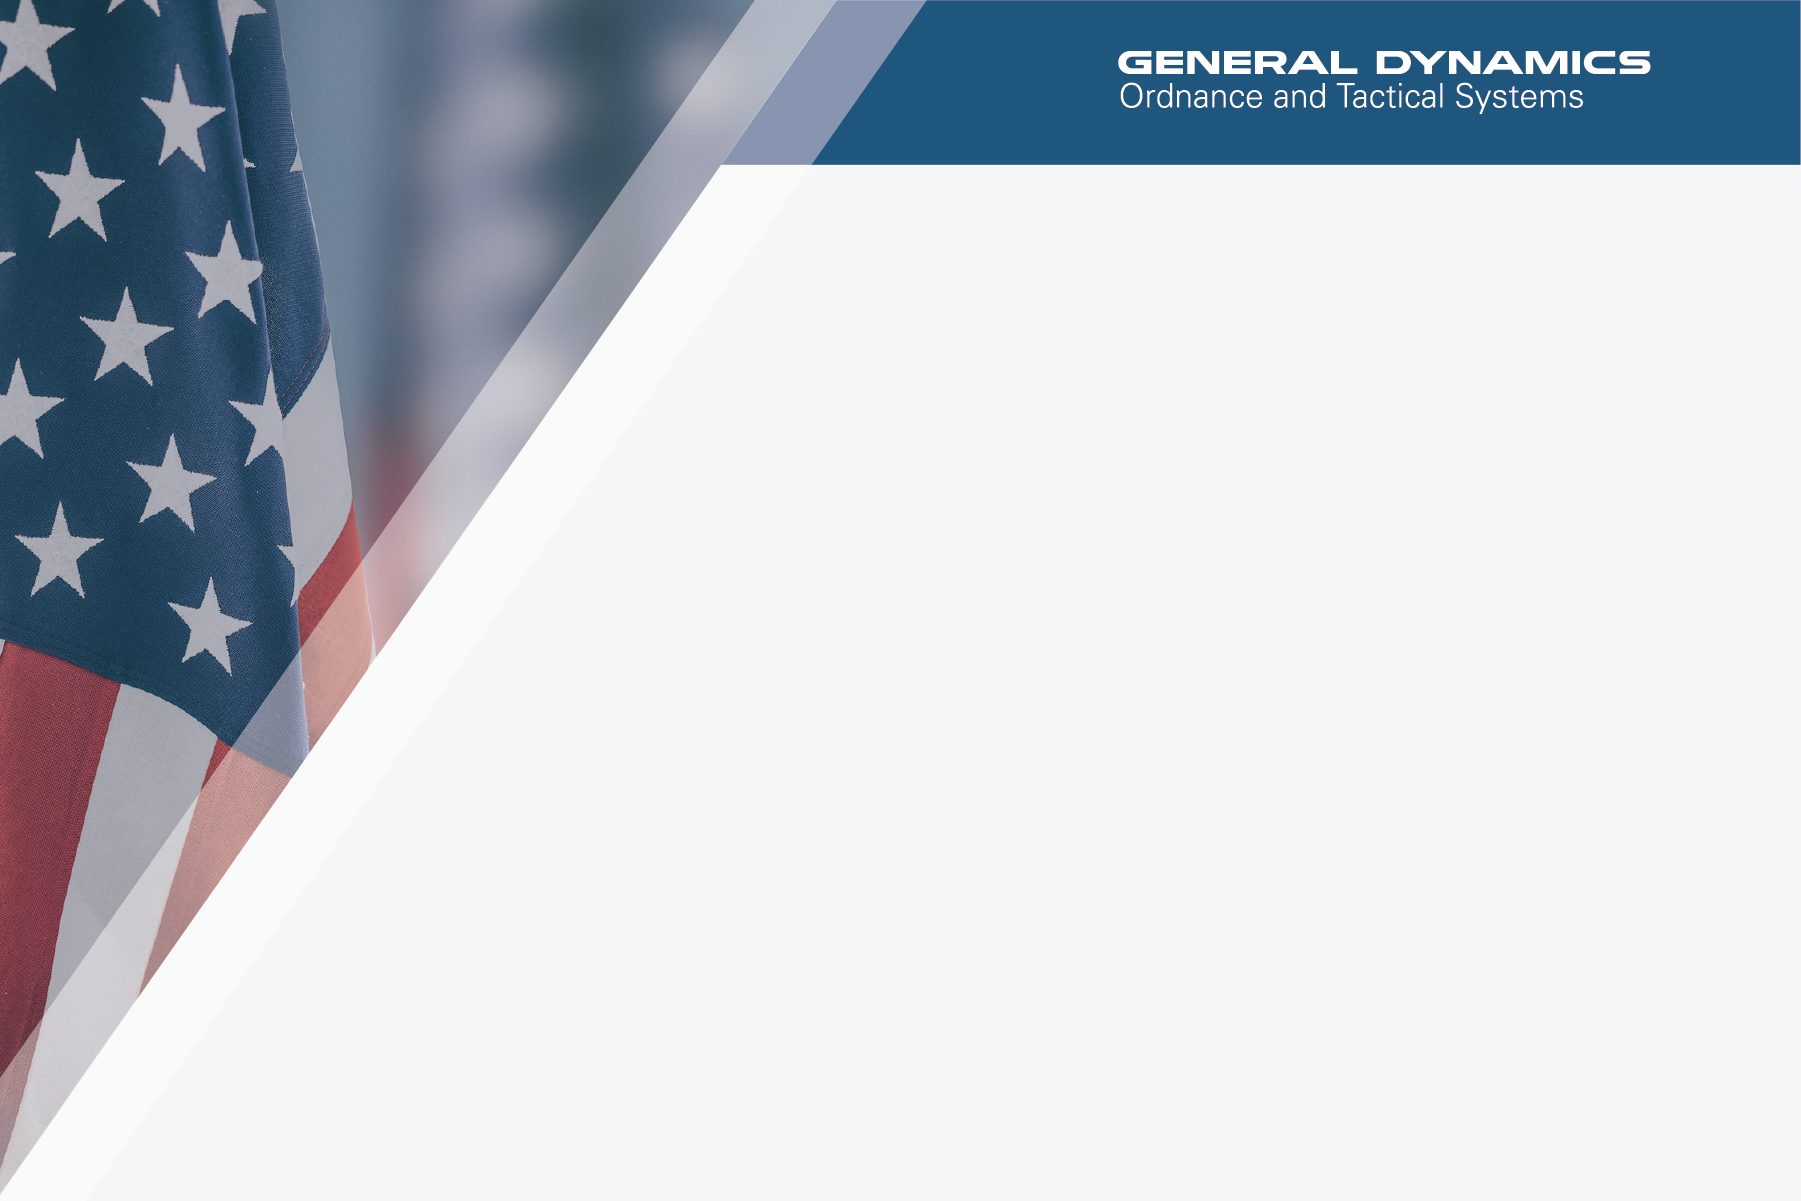 GENERAL DYNAMICS
Ordnance and Tactical Systems